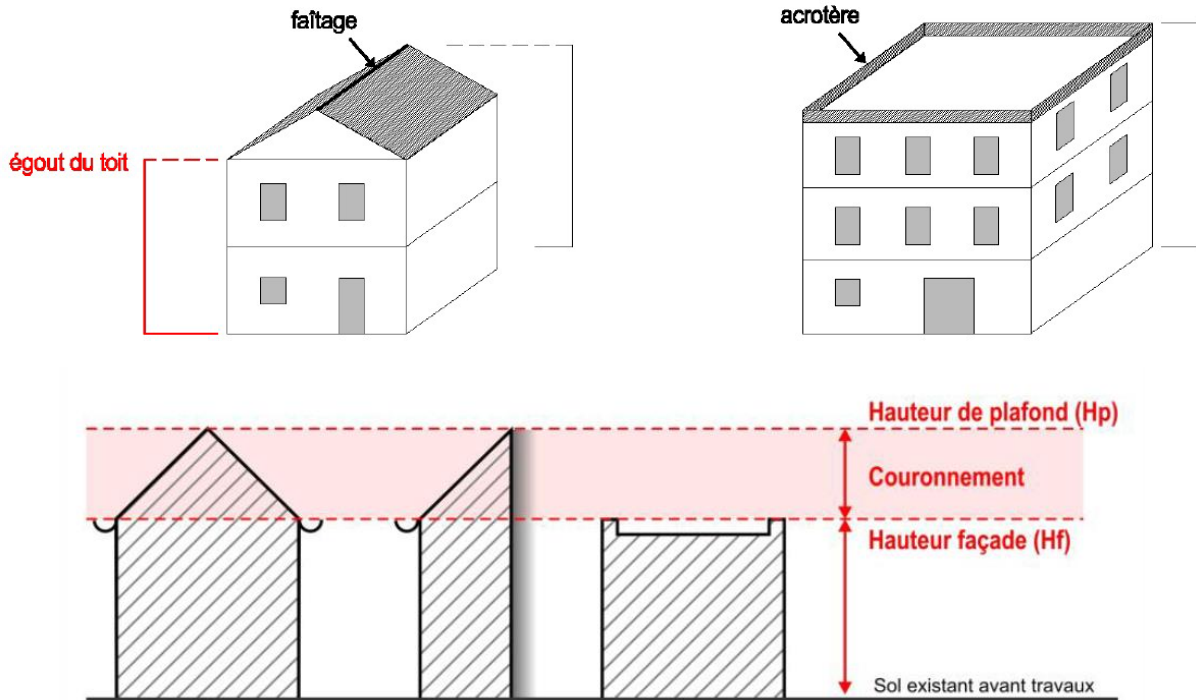 faîtage
acrotère
égout du toit
Hauteur de plafond (Hp)
Couronnement
Hauteur façade (Hf)
Sol existant avant travaux